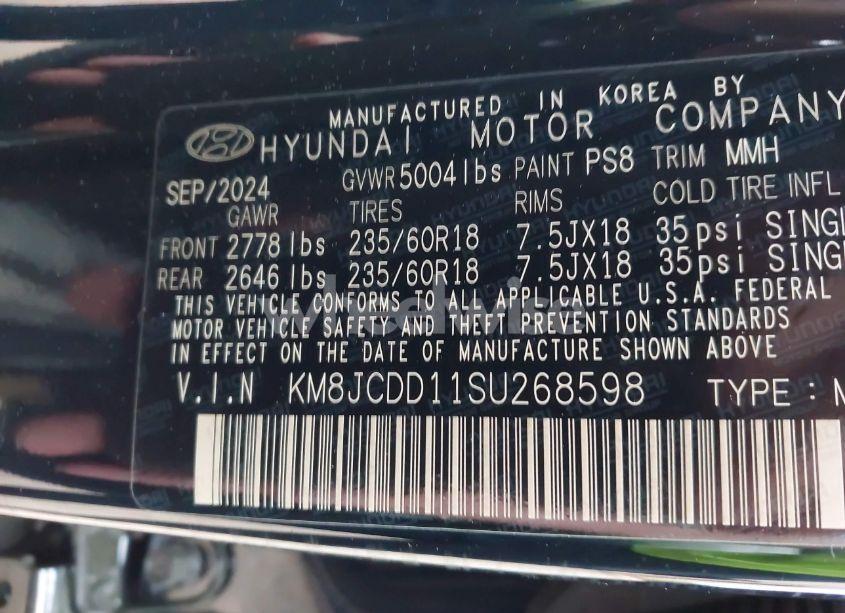 MANUFACTURED IN KOREA BY
HYUNDAI MOTOR COMPANY
SEP/2024 GVWR 5004 lbs PAINT PS8 TRIM MMH
GAWR TIRES RIMS COLD TIRE INFL
FRONT 2778 lbs 235/60R18 7.5JX18 35psi SINGL
REAR 2646 lbs 235/60R18 7.5JX18 35psi SINGL
THIS VEHICLE CONFORMS TO ALL APPLICABLE U.S.A. FEDERAL
MOTOR VEHICLE SAFETY AND THEFT PREVENTION STANDARDS
IN EFFECT ON THE DATE OF MANUFACTURE SHOWN ABOVE
V.I.N KM8JCDD11SU268598 TYPE :